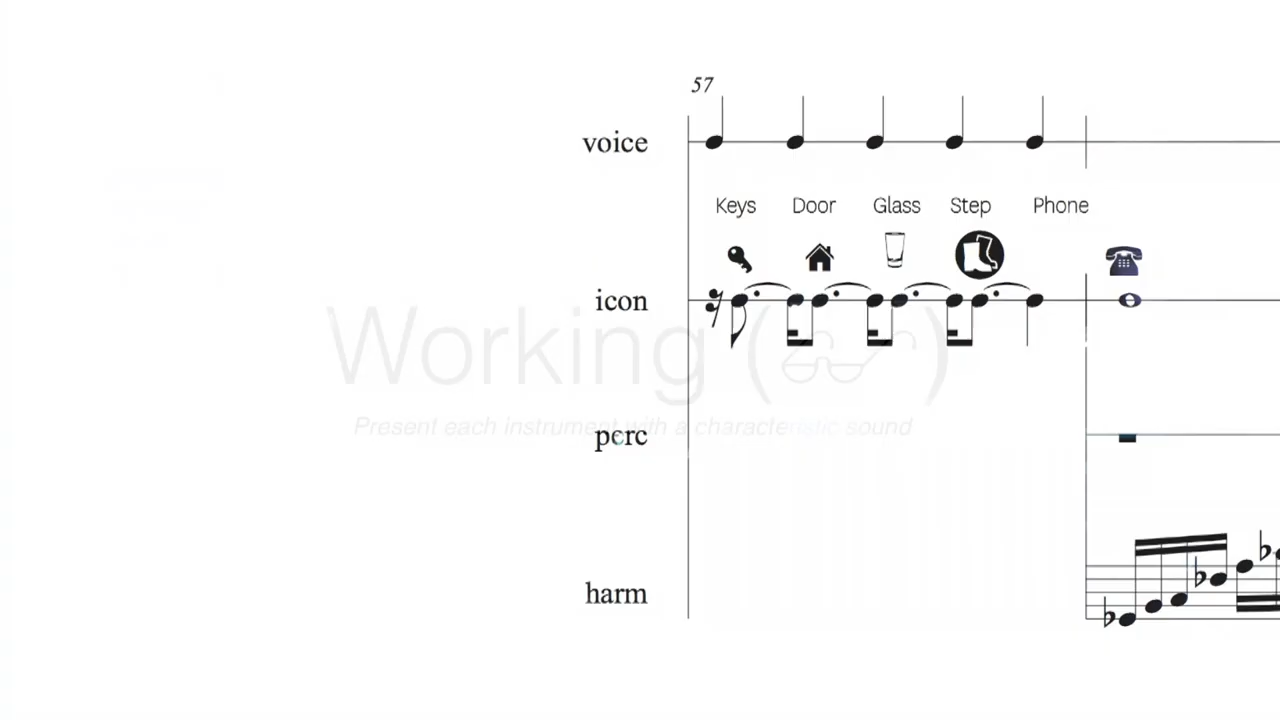 57
voice
Keys Door Glass Step Phone
icon
Working ( )
Present each instrument with a characteristic sound
perc
harm